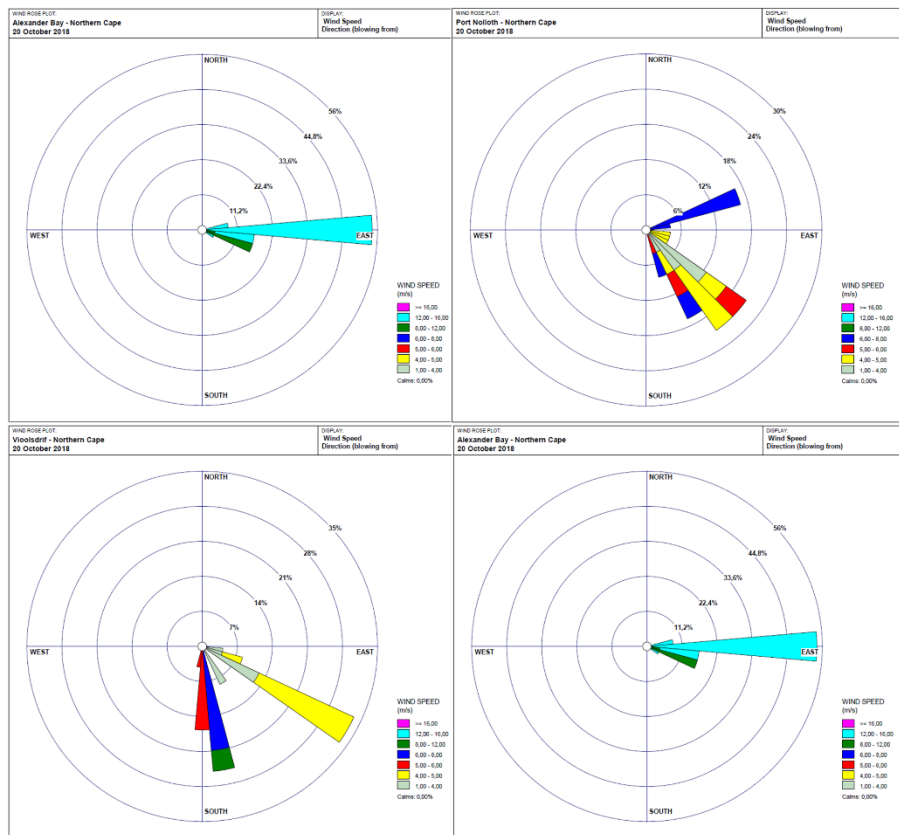 WIND ROSE PLOT:
Alexander Bay - Northern Cape
20 October 2018
DISPLAY:
Wind Speed
Direction (blowing from)
NORTH
56%
44,8%
33,6%
22,4%
11,2%
WEST
EAST
SOUTH
WIND SPEED
(m/s)
>= 16,00
12,00 - 16,00
8,00 - 12,00
6,00 - 8,00
5,00 - 6,00
4,00 - 5,00
1,00 - 4,00
Calms: 0,00%
WIND ROSE PLOT:
Port Nolloth - Northern Cape
20 October 2018
DISPLAY:
Wind Speed
Direction (blowing from)
NORTH
30%
24%
18%
12%
6%
WEST
EAST
SOUTH
WIND SPEED
(m/s)
>= 16,00
12,00 - 16,00
8,00 - 12,00
6,00 - 8,00
5,00 - 6,00
4,00 - 5,00
1,00 - 4,00
Calms: 0,00%
WIND ROSE PLOT:
Vioolsdrif - Northern Cape
20 October 2018
DISPLAY:
Wind Speed
Direction (blowing from)
NORTH
35%
28%
21%
14%
7%
WEST
EAST
SOUTH
WIND SPEED
(m/s)
>= 16,00
12,00 - 16,00
8,00 - 12,00
6,00 - 8,00
5,00 - 6,00
4,00 - 5,00
1,00 - 4,00
Calms: 0,00%
WIND ROSE PLOT:
Alexander Bay - Northern Cape
20 October 2018
DISPLAY:
Wind Speed
Direction (blowing from)
NORTH
56%
44,8%
33,6%
22,4%
11,2%
WEST
EAST
SOUTH
WIND SPEED
(m/s)
>= 16,00
12,00 - 16,00
8,00 - 12,00
6,00 - 8,00
5,00 - 6,00
4,00 - 5,00
1,00 - 4,00
Calms: 0,00%